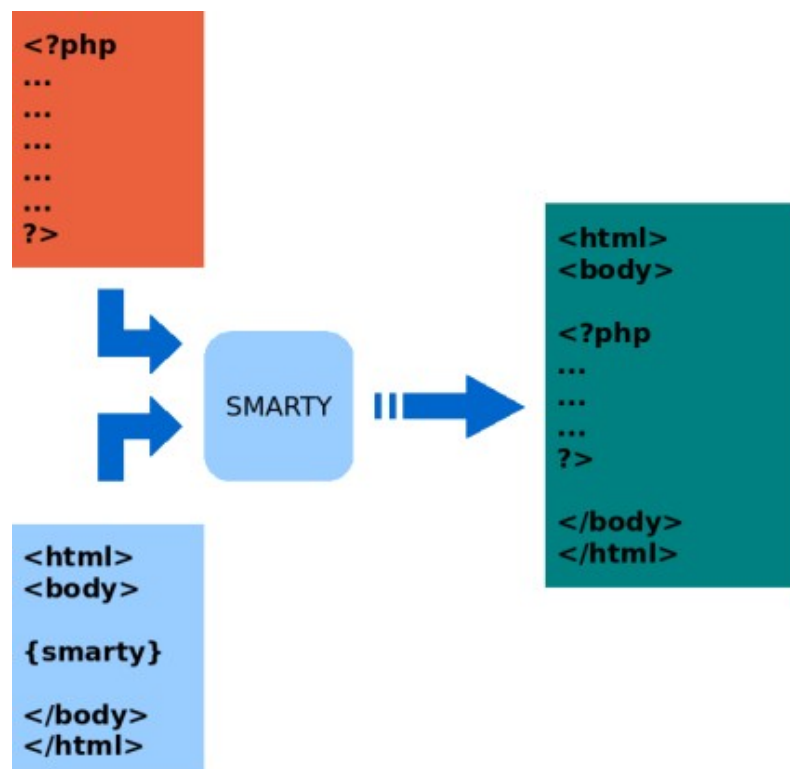 <?php
...
...
...
...
...
?>
SMARTY
<html>
<body>
{smarty}
</body>
</html>
<html>
<body>
<?php
...
...
...
?>
</body>
</html>